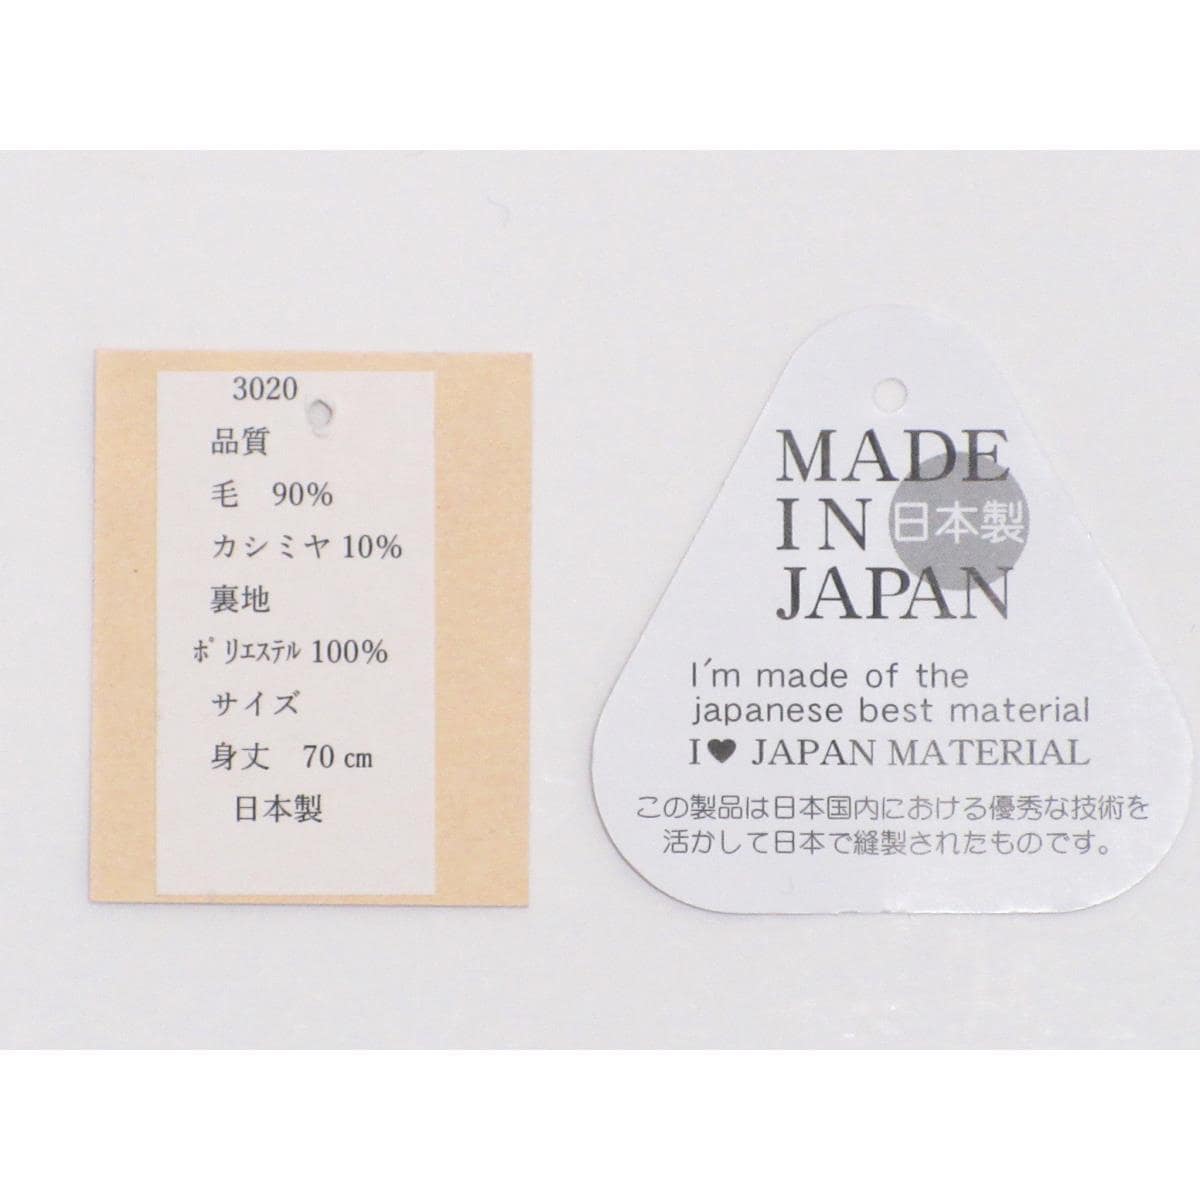 3020
品質
毛 90%
カシミヤ 10%
裏地
ポリエステル 100%
サイズ
身丈 70 ㎝
日本製
MADE
IN
JAPAN
日本製
I'm made of the
japanese best material
I♥ JAPAN MATERIAL
この製品は日本国内における優秀な技術を
活かして日本で縫製されたものです。